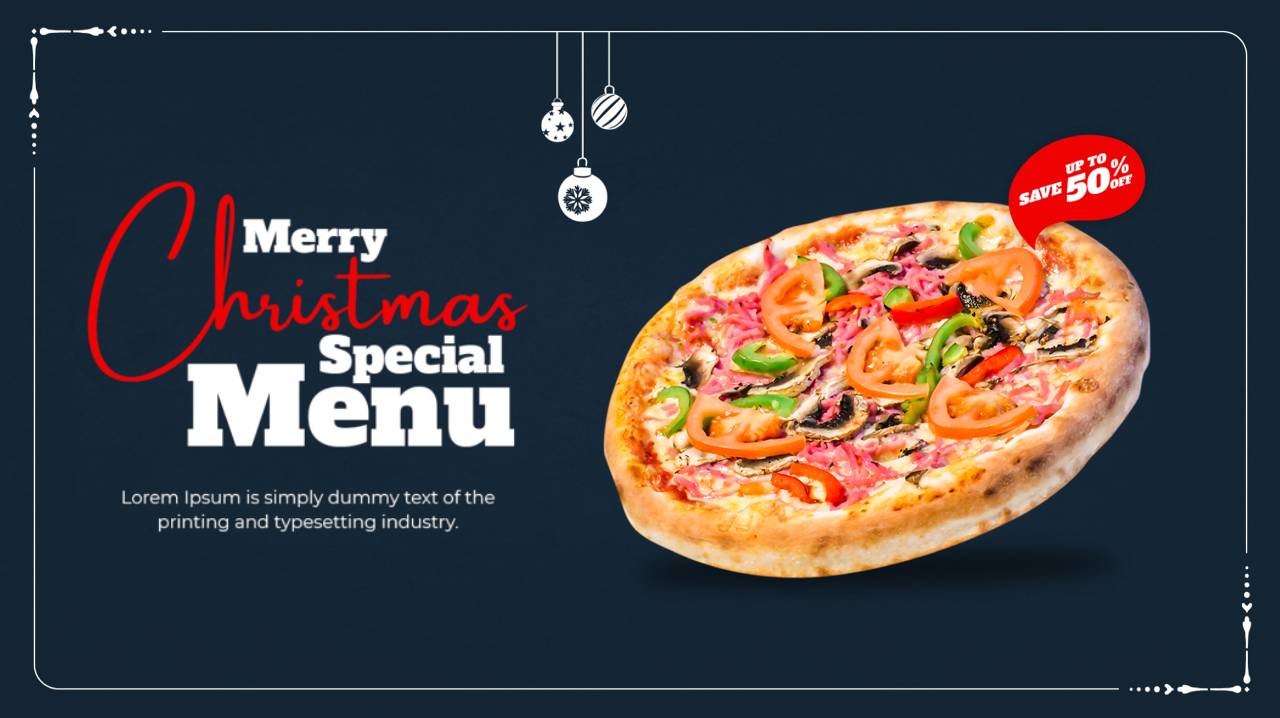 Merry
Christmas
Special
Menu
Lorem Ipsum is simply dummy text of the
printing and typesetting industry.
UP TO
SAVE 50%
OFF